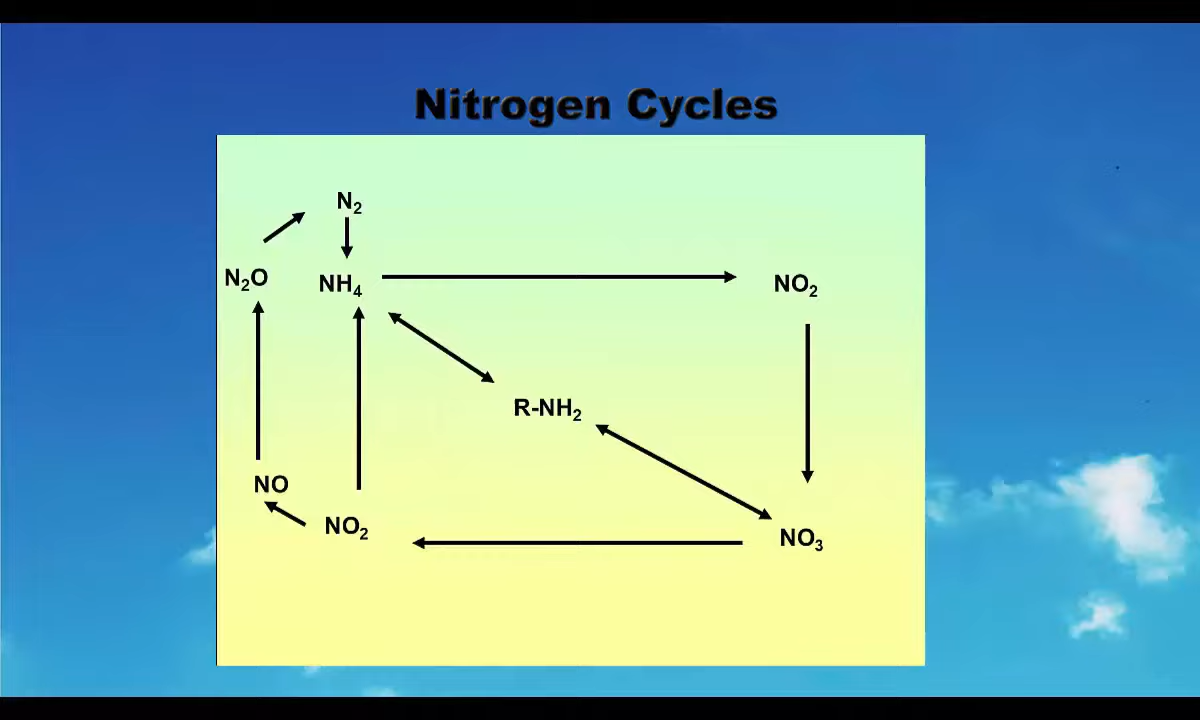 Nitrogen Cycles
N₂
N₂O
NH₄
NO₂
R-NH₂
NO
NO₂
NO₃